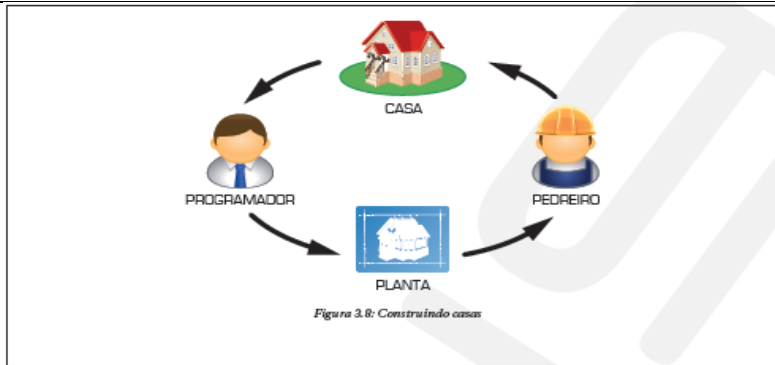 CASA
PROGRAMADOR
PEDREIRO
PLANTA
Figura 3.8: Construindo casas